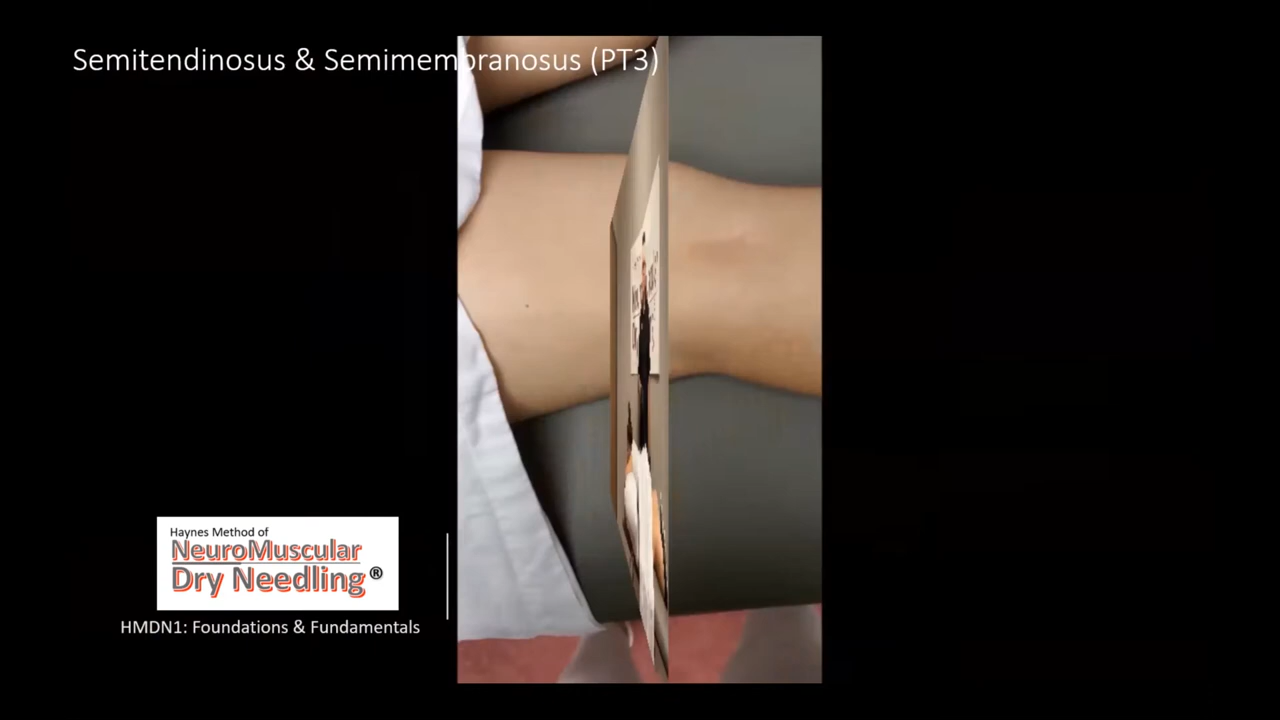 Semitendinosus & Semimembranosus (PT3)
Haynes Method of
NeuroMuscular
Dry Needling®
HMDN1: Foundations & Fundamentals